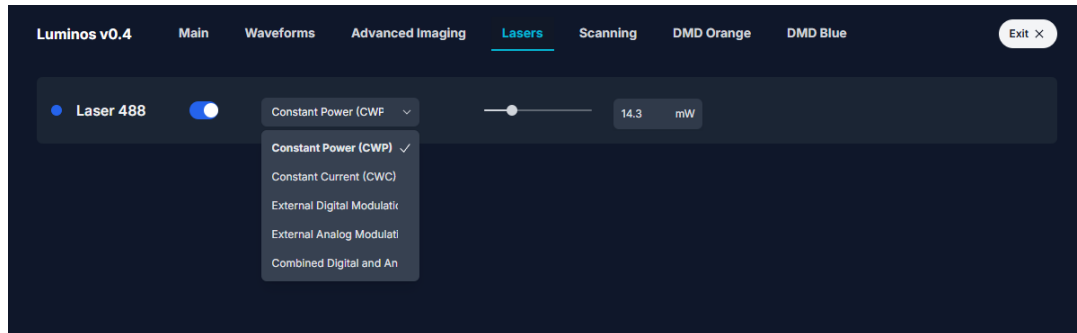 Luminos v0.4 Main Waveforms Advanced Imaging Lasers Scanning DMD Orange DMD Blue Exit ×
Laser 488 Constant Power (CWF 14.3 mW
Constant Power (CWP)
Constant Current (CWC)
External Digital Modulatic
External Analog Modulati
Combined Digital and An